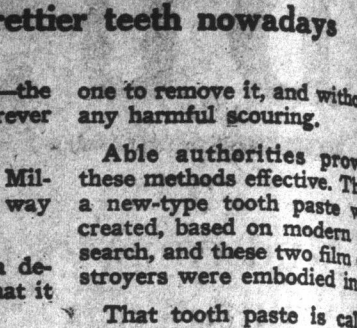 rettier teeth nowadays
—the
rever
Mil-
way
de-
hat it
one to remove it, and witho
any harmful scouring.
Able authorities prov
these methods effective. Th
a new-type tooth paste w
created, based on modern
search, and these two film
stroyers were embodied in
That tooth paste is cal